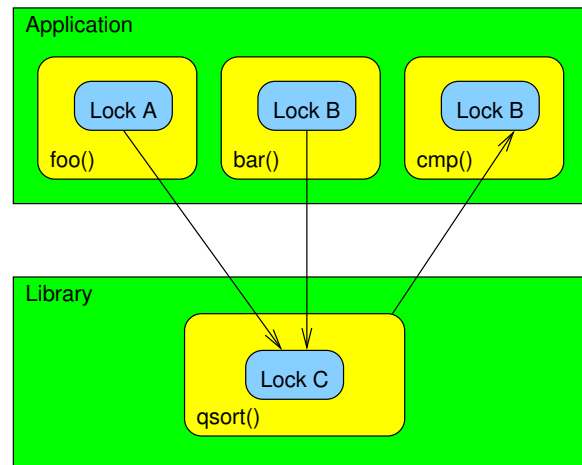 Application
Lock A
Lock B
Lock B
foo()
bar()
cmp()
Library
Lock C
qsort()